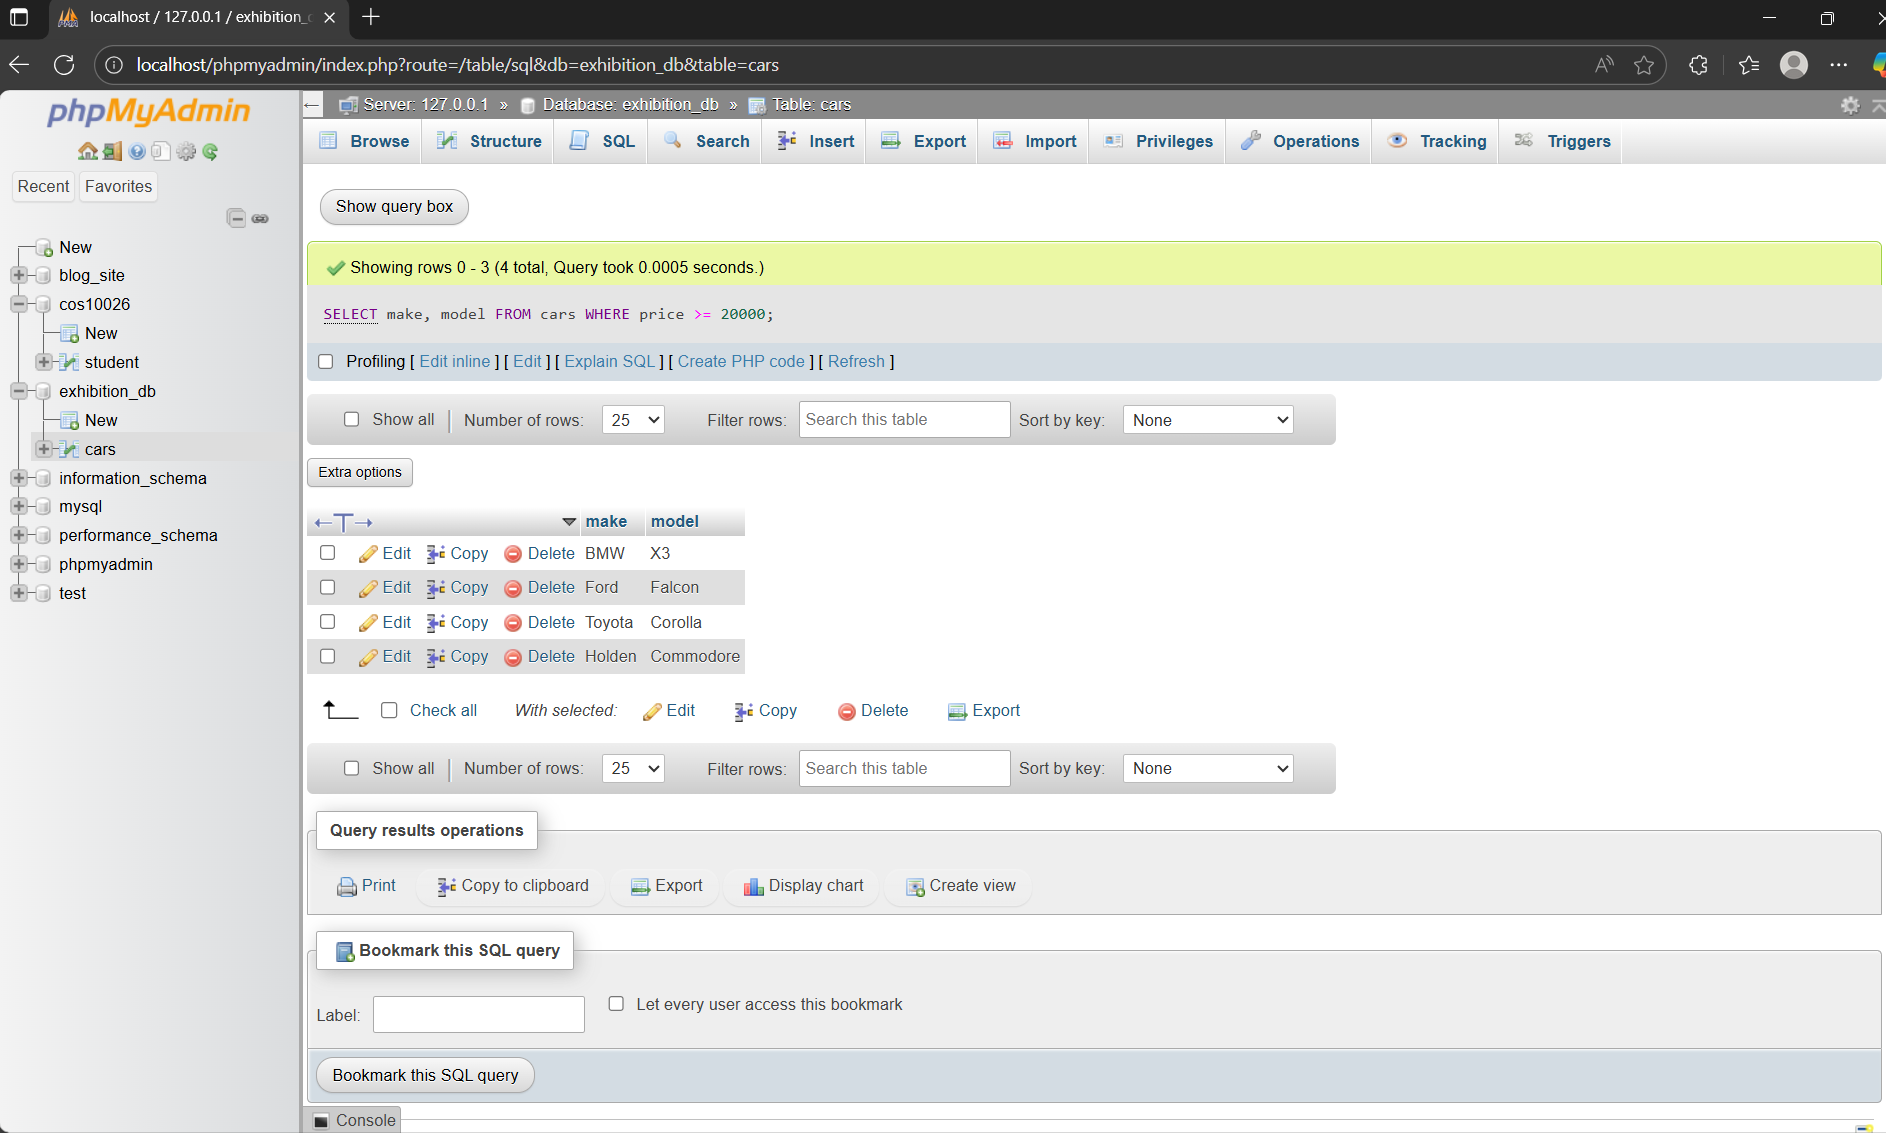 localhost / 127.0.0.1 / exhibition_
localhost/phpmyadmin/index.php?route=/table/sql&db=exhibition_db&table=cars
phpMyAdmin
Recent Favorites
New
blog_site
cos10026
New
student
exhibition_db
New
cars
information_schema
mysql
performance_schema
phpmyadmin
test
Server: 127.0.0.1 » Database: exhibition_db » Table: cars
Browse Structure SQL Search Insert Export Import Privileges Operations Tracking Triggers
Show query box
Showing rows 0 - 3 (4 total, Query took 0.0005 seconds.)
SELECT make, model FROM cars WHERE price >= 20000;
Profiling [ Edit inline ] [ Edit ] [ Explain SQL ] [ Create PHP code ] [ Refresh ]
Show all Number of rows: 25 Filter rows: Search this table Sort by key: None
Extra options
make model
Edit Copy Delete BMW X3
Edit Copy Delete Ford Falcon
Edit Copy Delete Toyota Corolla
Edit Copy Delete Holden Commodore
Check all With selected: Edit Copy Delete Export
Show all Number of rows: 25 Filter rows: Search this table Sort by key: None
Query results operations
Print Copy to clipboard Export Display chart Create view
Bookmark this SQL query
Label: Let every user access this bookmark
Bookmark this SQL query
Console